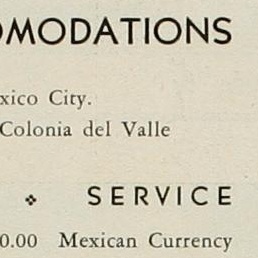 OMODATIONS
xico City.
Colonia del Valle
SERVICE
0.00 Mexican Currency